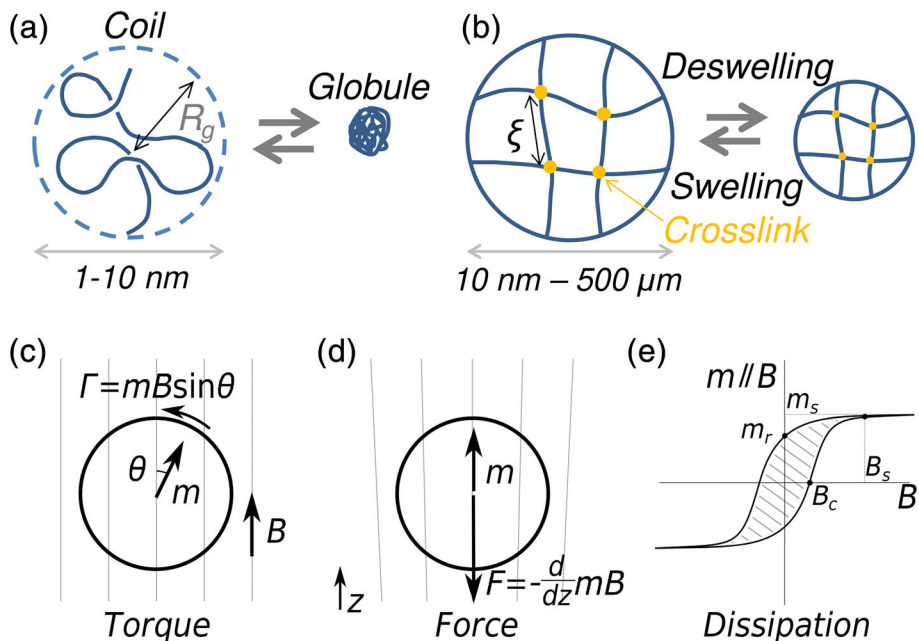 (a)
Coil
R_g
Globule
1-10 nm
(b)
Deswelling
ξ
Swelling
Crosslink
10 nm – 500 µm
(c)
Γ=mBsinθ
θ
m
B
Torque
(d)
m
F=-d/dz mB
z
Force
(e)
m//B
m_s
m_r
B_s
B_c
B
Dissipation